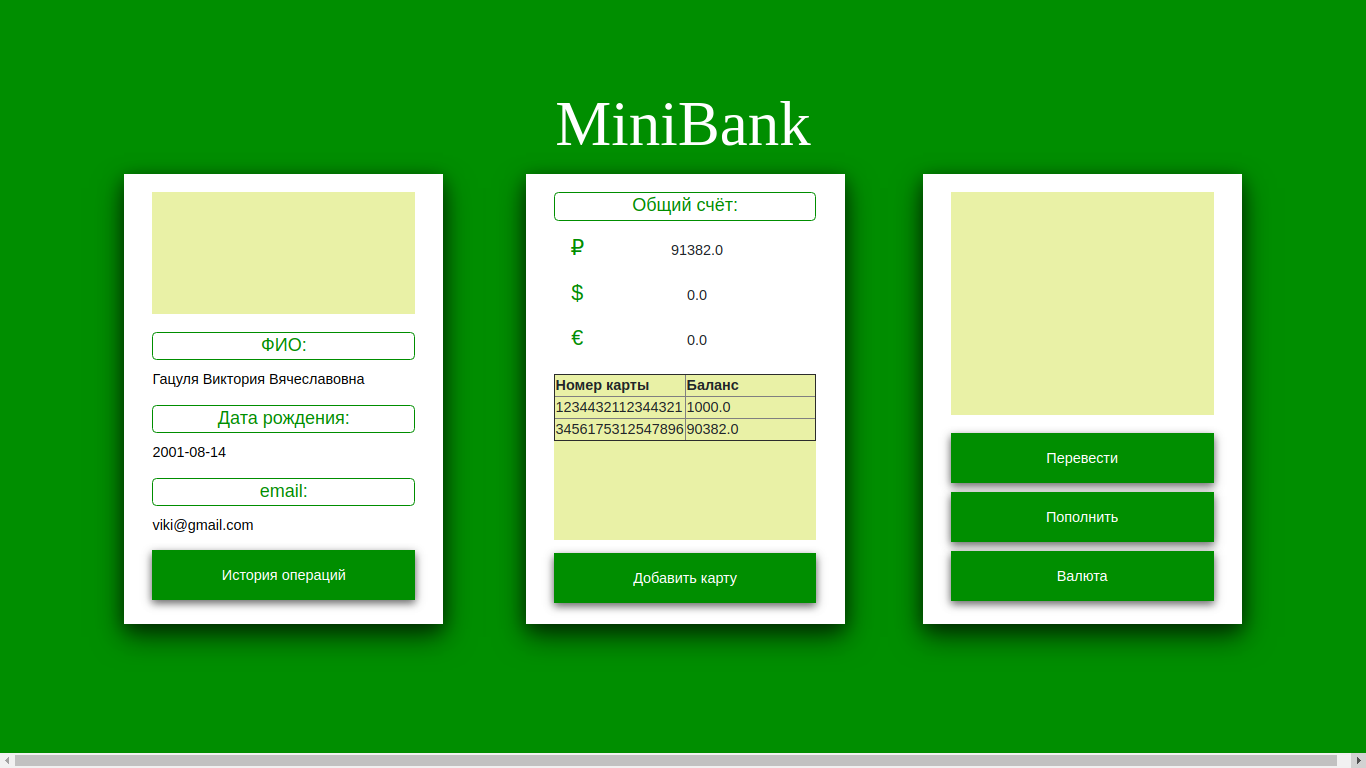 MiniBank
ФИО:
Гацуля Виктория Вячеславовна
Дата рождения:
2001-08-14
email:
viki@gmail.com
История операций
Общий счёт:
₽ 91382.0
$ 0.0
€ 0.0
Номер карты Баланс
1234432112344321 1000.0
3456175312547896 90382.0
Добавить карту
Перевести
Пополнить
Валюта